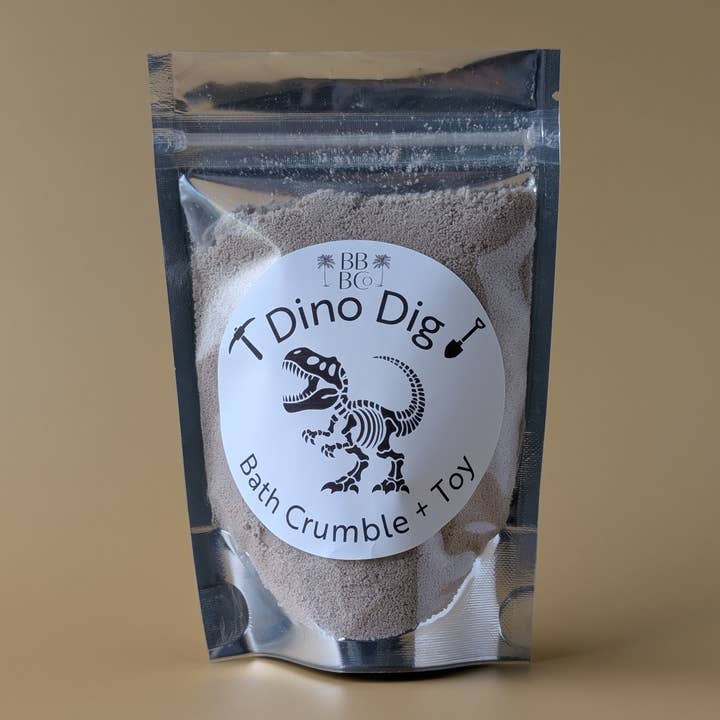 BB
BCo
Dino Dig
Bath Crumble + Toy